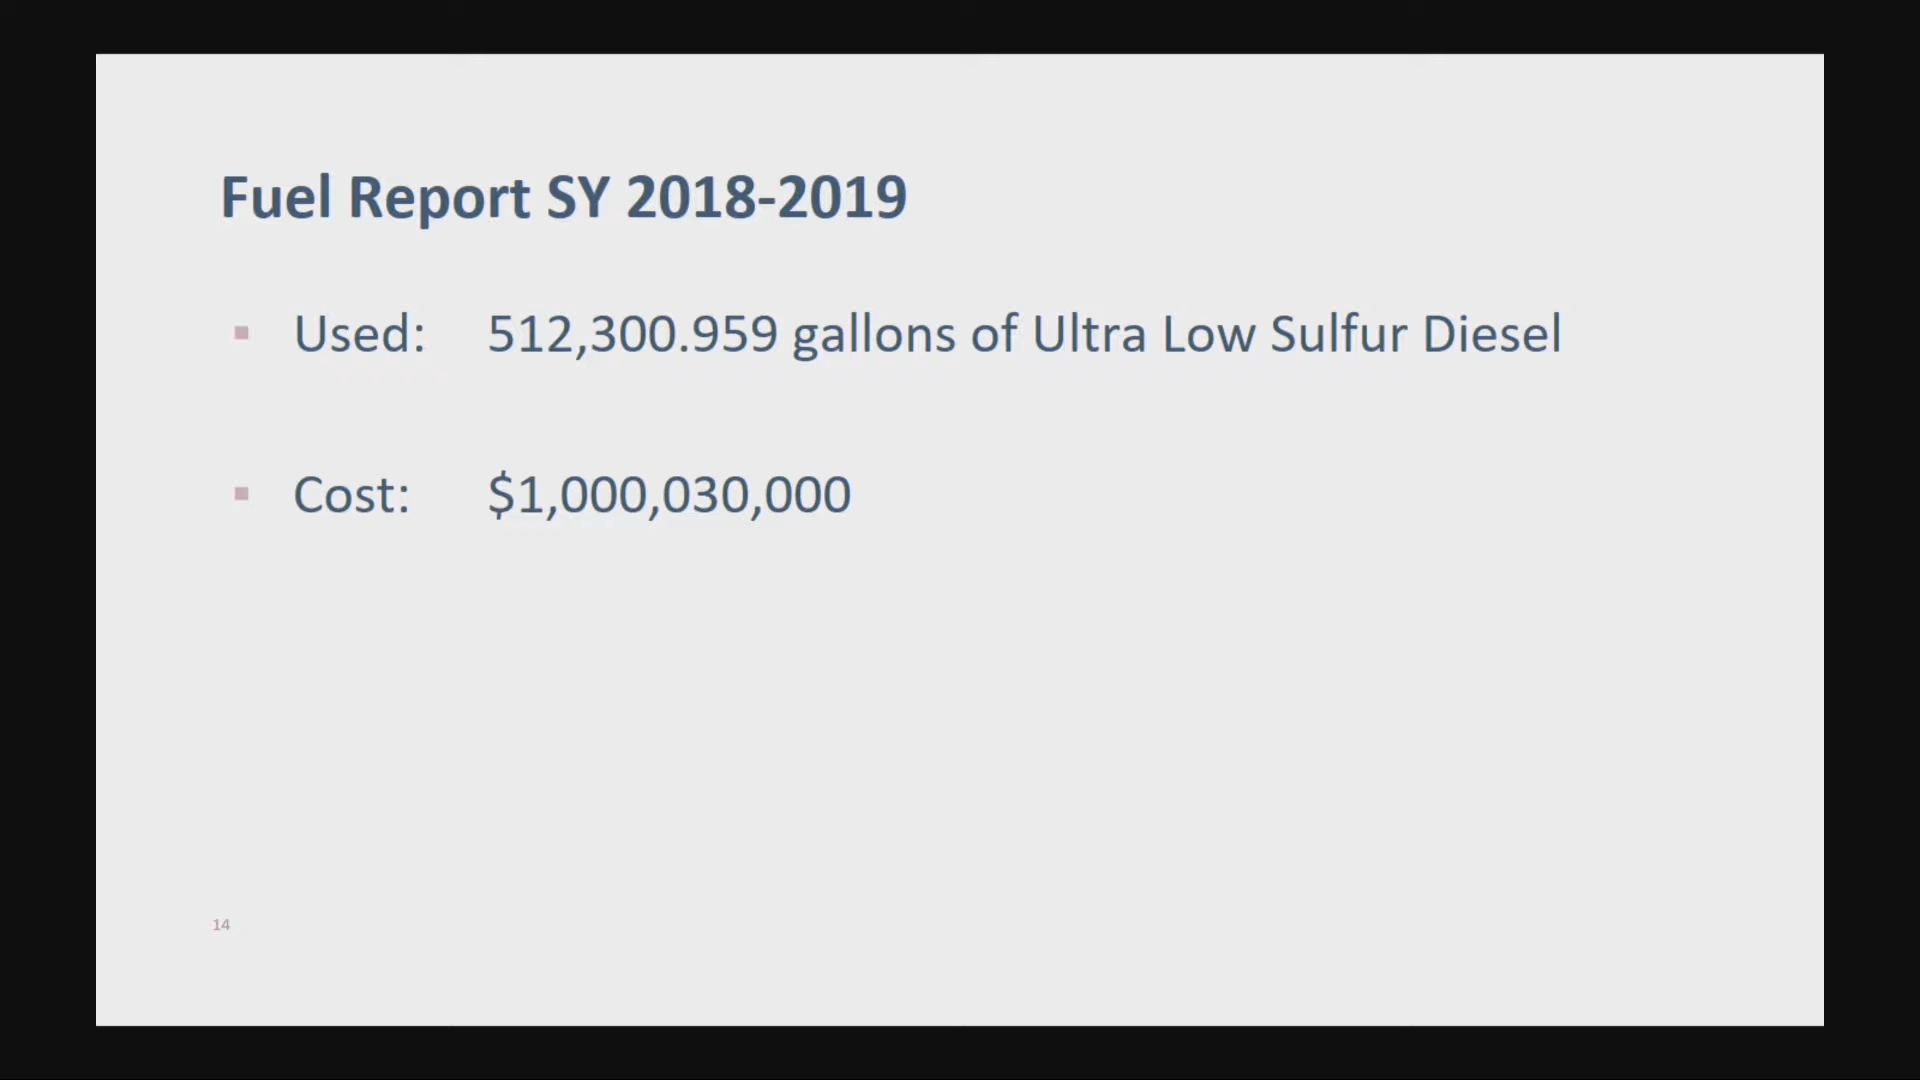 Fuel Report SY 2018-2019
▪ Used: 512,300.959 gallons of Ultra Low Sulfur Diesel
▪ Cost: $1,000,030,000
14